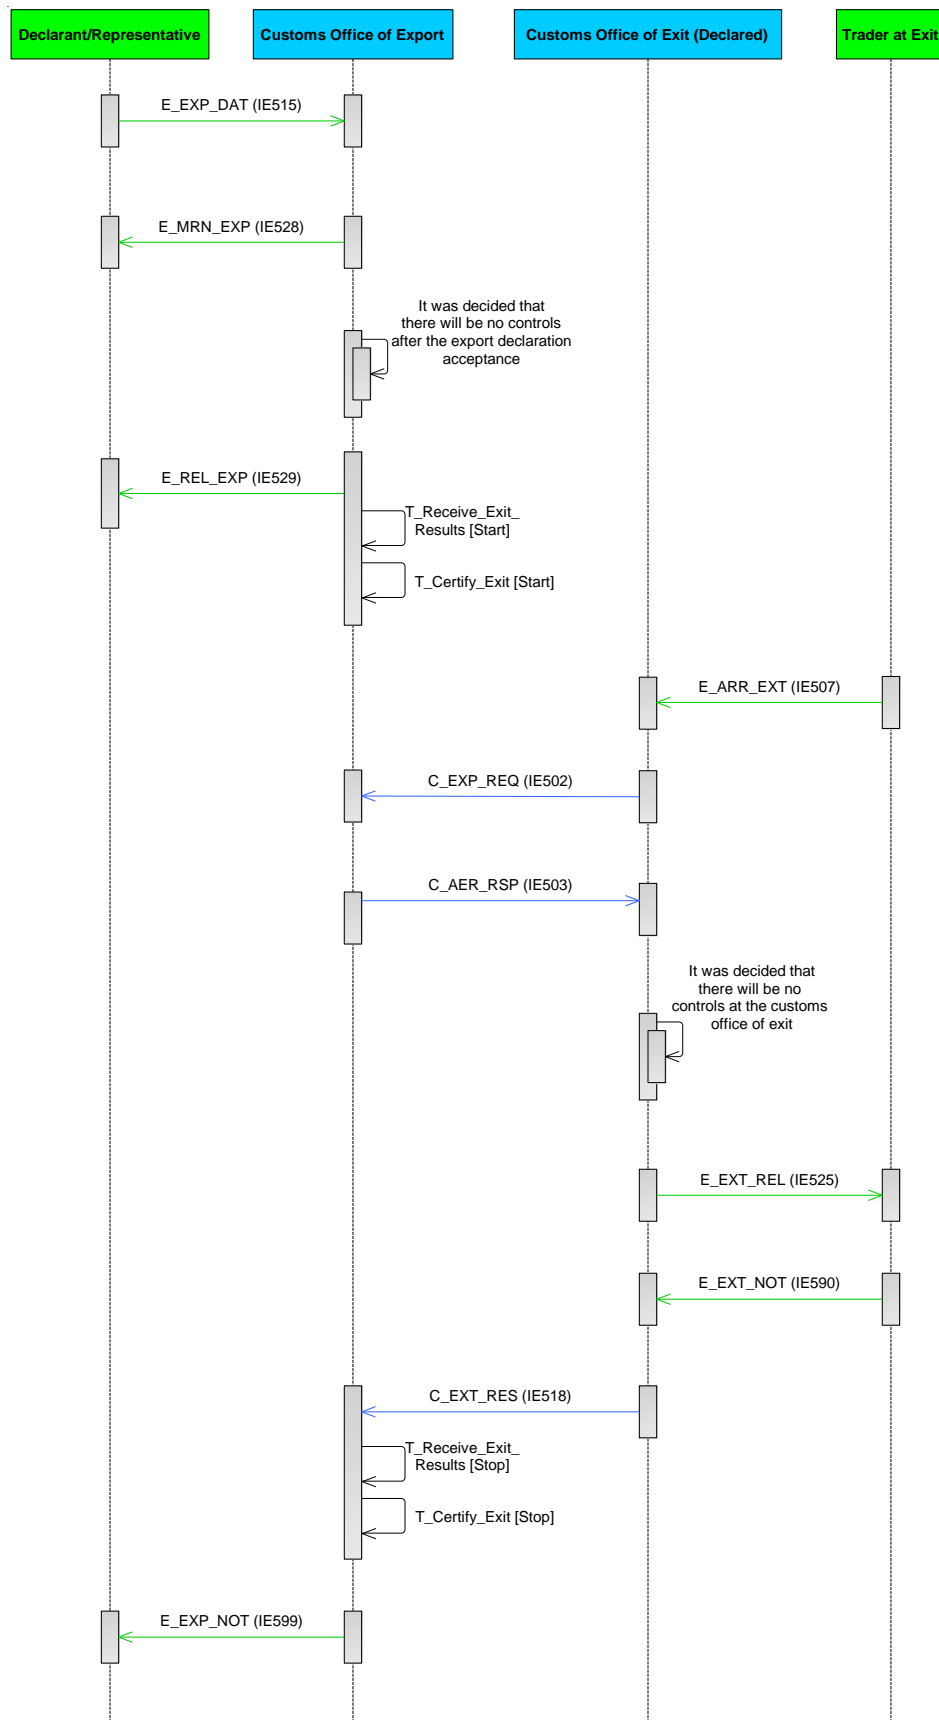 Declarant/Representative
Customs Office of Export
Customs Office of Exit (Declared)
Trader at Exit
E_EXP_DAT (IE515)
E_MRN_EXP (IE528)
It was decided that
there will be no controls
after the export declaration
acceptance
E_REL_EXP (IE529)
T_Receive_Exit_
Results [Start]
T_Certify_Exit [Start]
E_ARR_EXT (IE507)
C_EXP_REQ (IE502)
C_AER_RSP (IE503)
It was decided that
there will be no
controls at the customs
office of exit
E_EXT_REL (IE525)
E_EXT_NOT (IE590)
C_EXT_RES (IE518)
T_Receive_Exit_
Results [Stop]
T_Certify_Exit [Stop]
E_EXP_NOT (IE599)